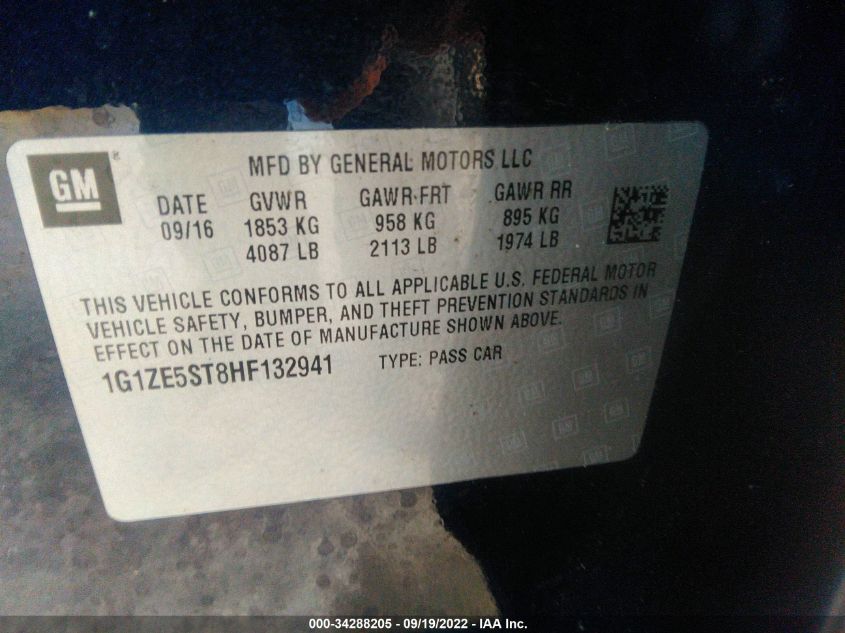 GM
®
MFD BY GENERAL MOTORS LLC
DATE GVWR GAWR FRT GAWR RR
09/16 1853 KG 958 KG 895 KG
4087 LB 2113 LB 1974 LB
THIS VEHICLE CONFORMS TO ALL APPLICABLE U.S. FEDERAL MOTOR
VEHICLE SAFETY, BUMPER, AND THEFT PREVENTION STANDARDS IN
EFFECT ON THE DATE OF MANUFACTURE SHOWN ABOVE.
1G1ZE5ST8HF132941 TYPE: PASS CAR
000-34288205 - 09/19/2022 - IAA Inc.